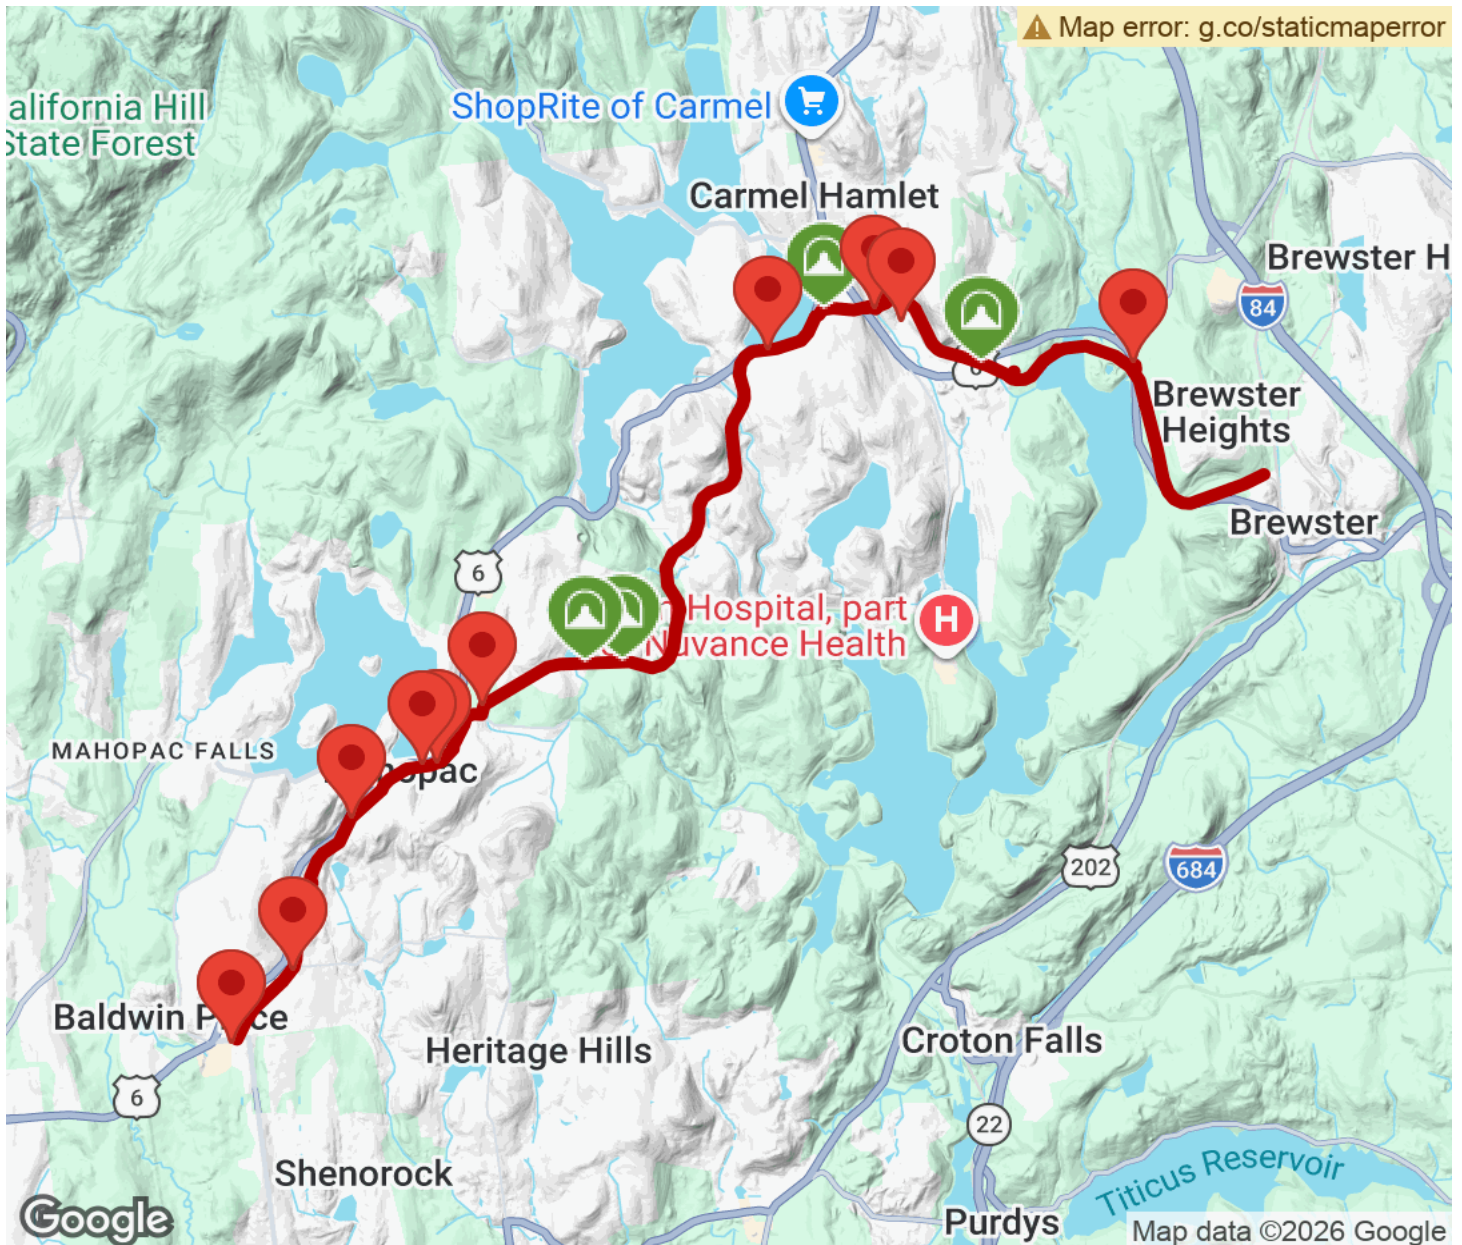 Map error: g.co/staticmaperror
alifornia Hill
State Forest
ShopRite of Carmel
Carmel Hamlet
Brewster H
84
6
Brewster
Heights
Brewster
6
Hospital, part
Nuvance Health
H
MAHOPAC FALLS
202
684
Baldwin
Heritage Hills
Croton Falls
6
22
Shenorock
Titicus Reservoir
Purdys
Google
Map data ©2026 Google